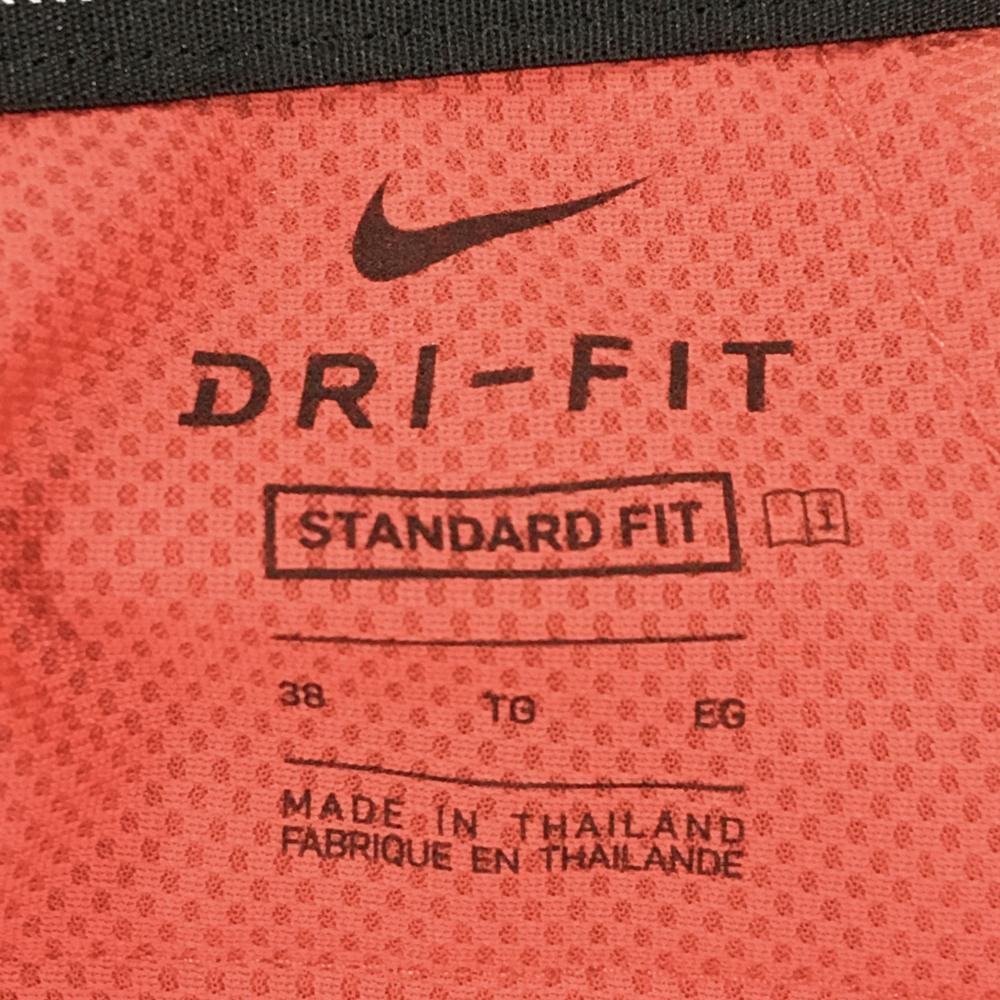 DRI-FIT
STANDARD FIT i
38 TG EG
MADE IN THAILAND
FABRIQUE EN THAILANDE